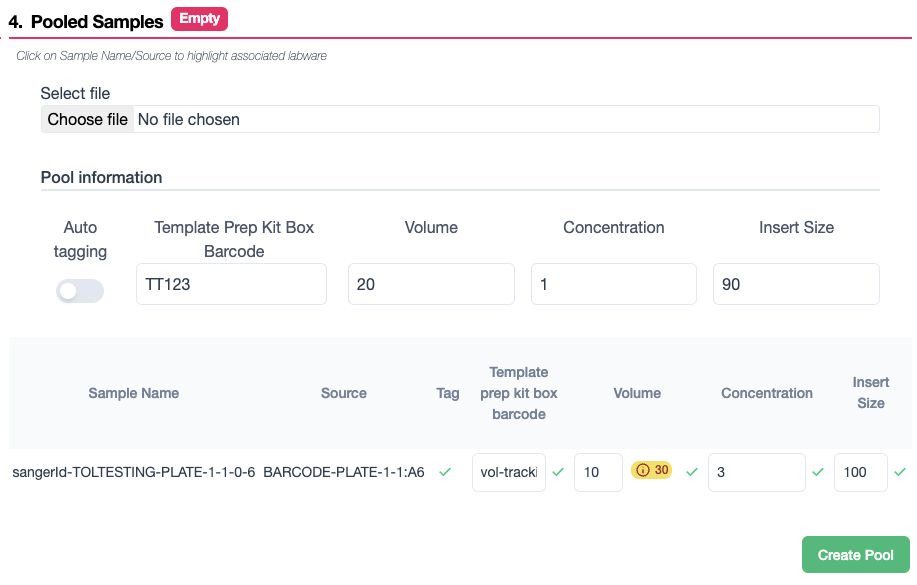 4. Pooled Samples Empty
Click on Sample Name/Source to highlight associated labware
Select file
Choose file No file chosen
Pool information
Auto tagging Template Prep Kit Box Barcode Volume Concentration Insert Size
TT123 20 1 90
Sample Name Source Tag Template prep kit box barcode Volume Concentration Insert Size
sangerId-TOLTESTING-PLATE-1-1-0-6 BARCODE-PLATE-1-1:A6 vol-tracki 10 30 3 100
Create Pool